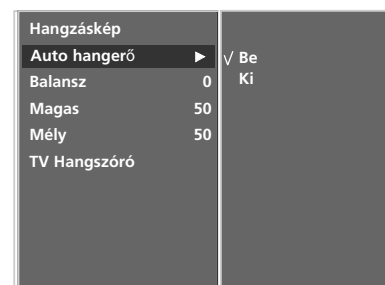 Hangzáskép
Auto hangerő ▶ √ Be
Balansz 0 Ki
Magas 50
Mély 50
TV Hangszóró